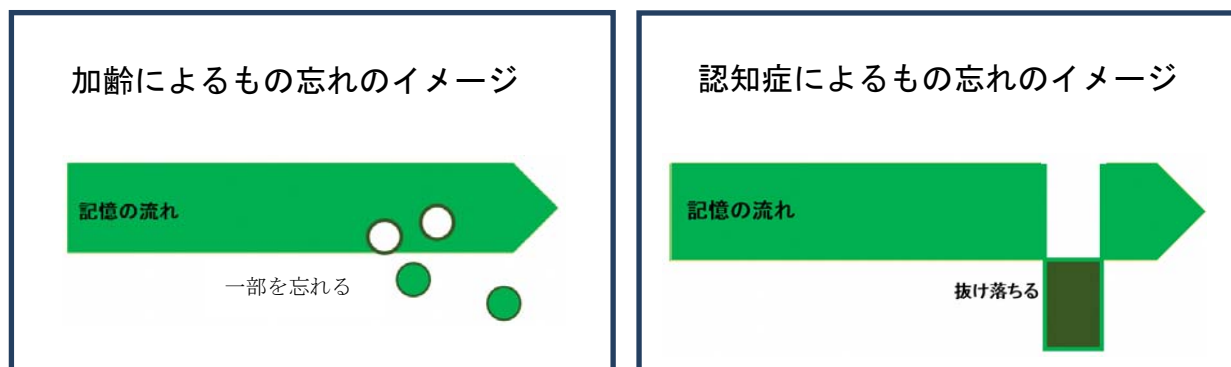 加齢によるもの忘れのイメージ
記憶の流れ
一部を忘れる
認知症によるもの忘れのイメージ
記憶の流れ
抜け落ちる